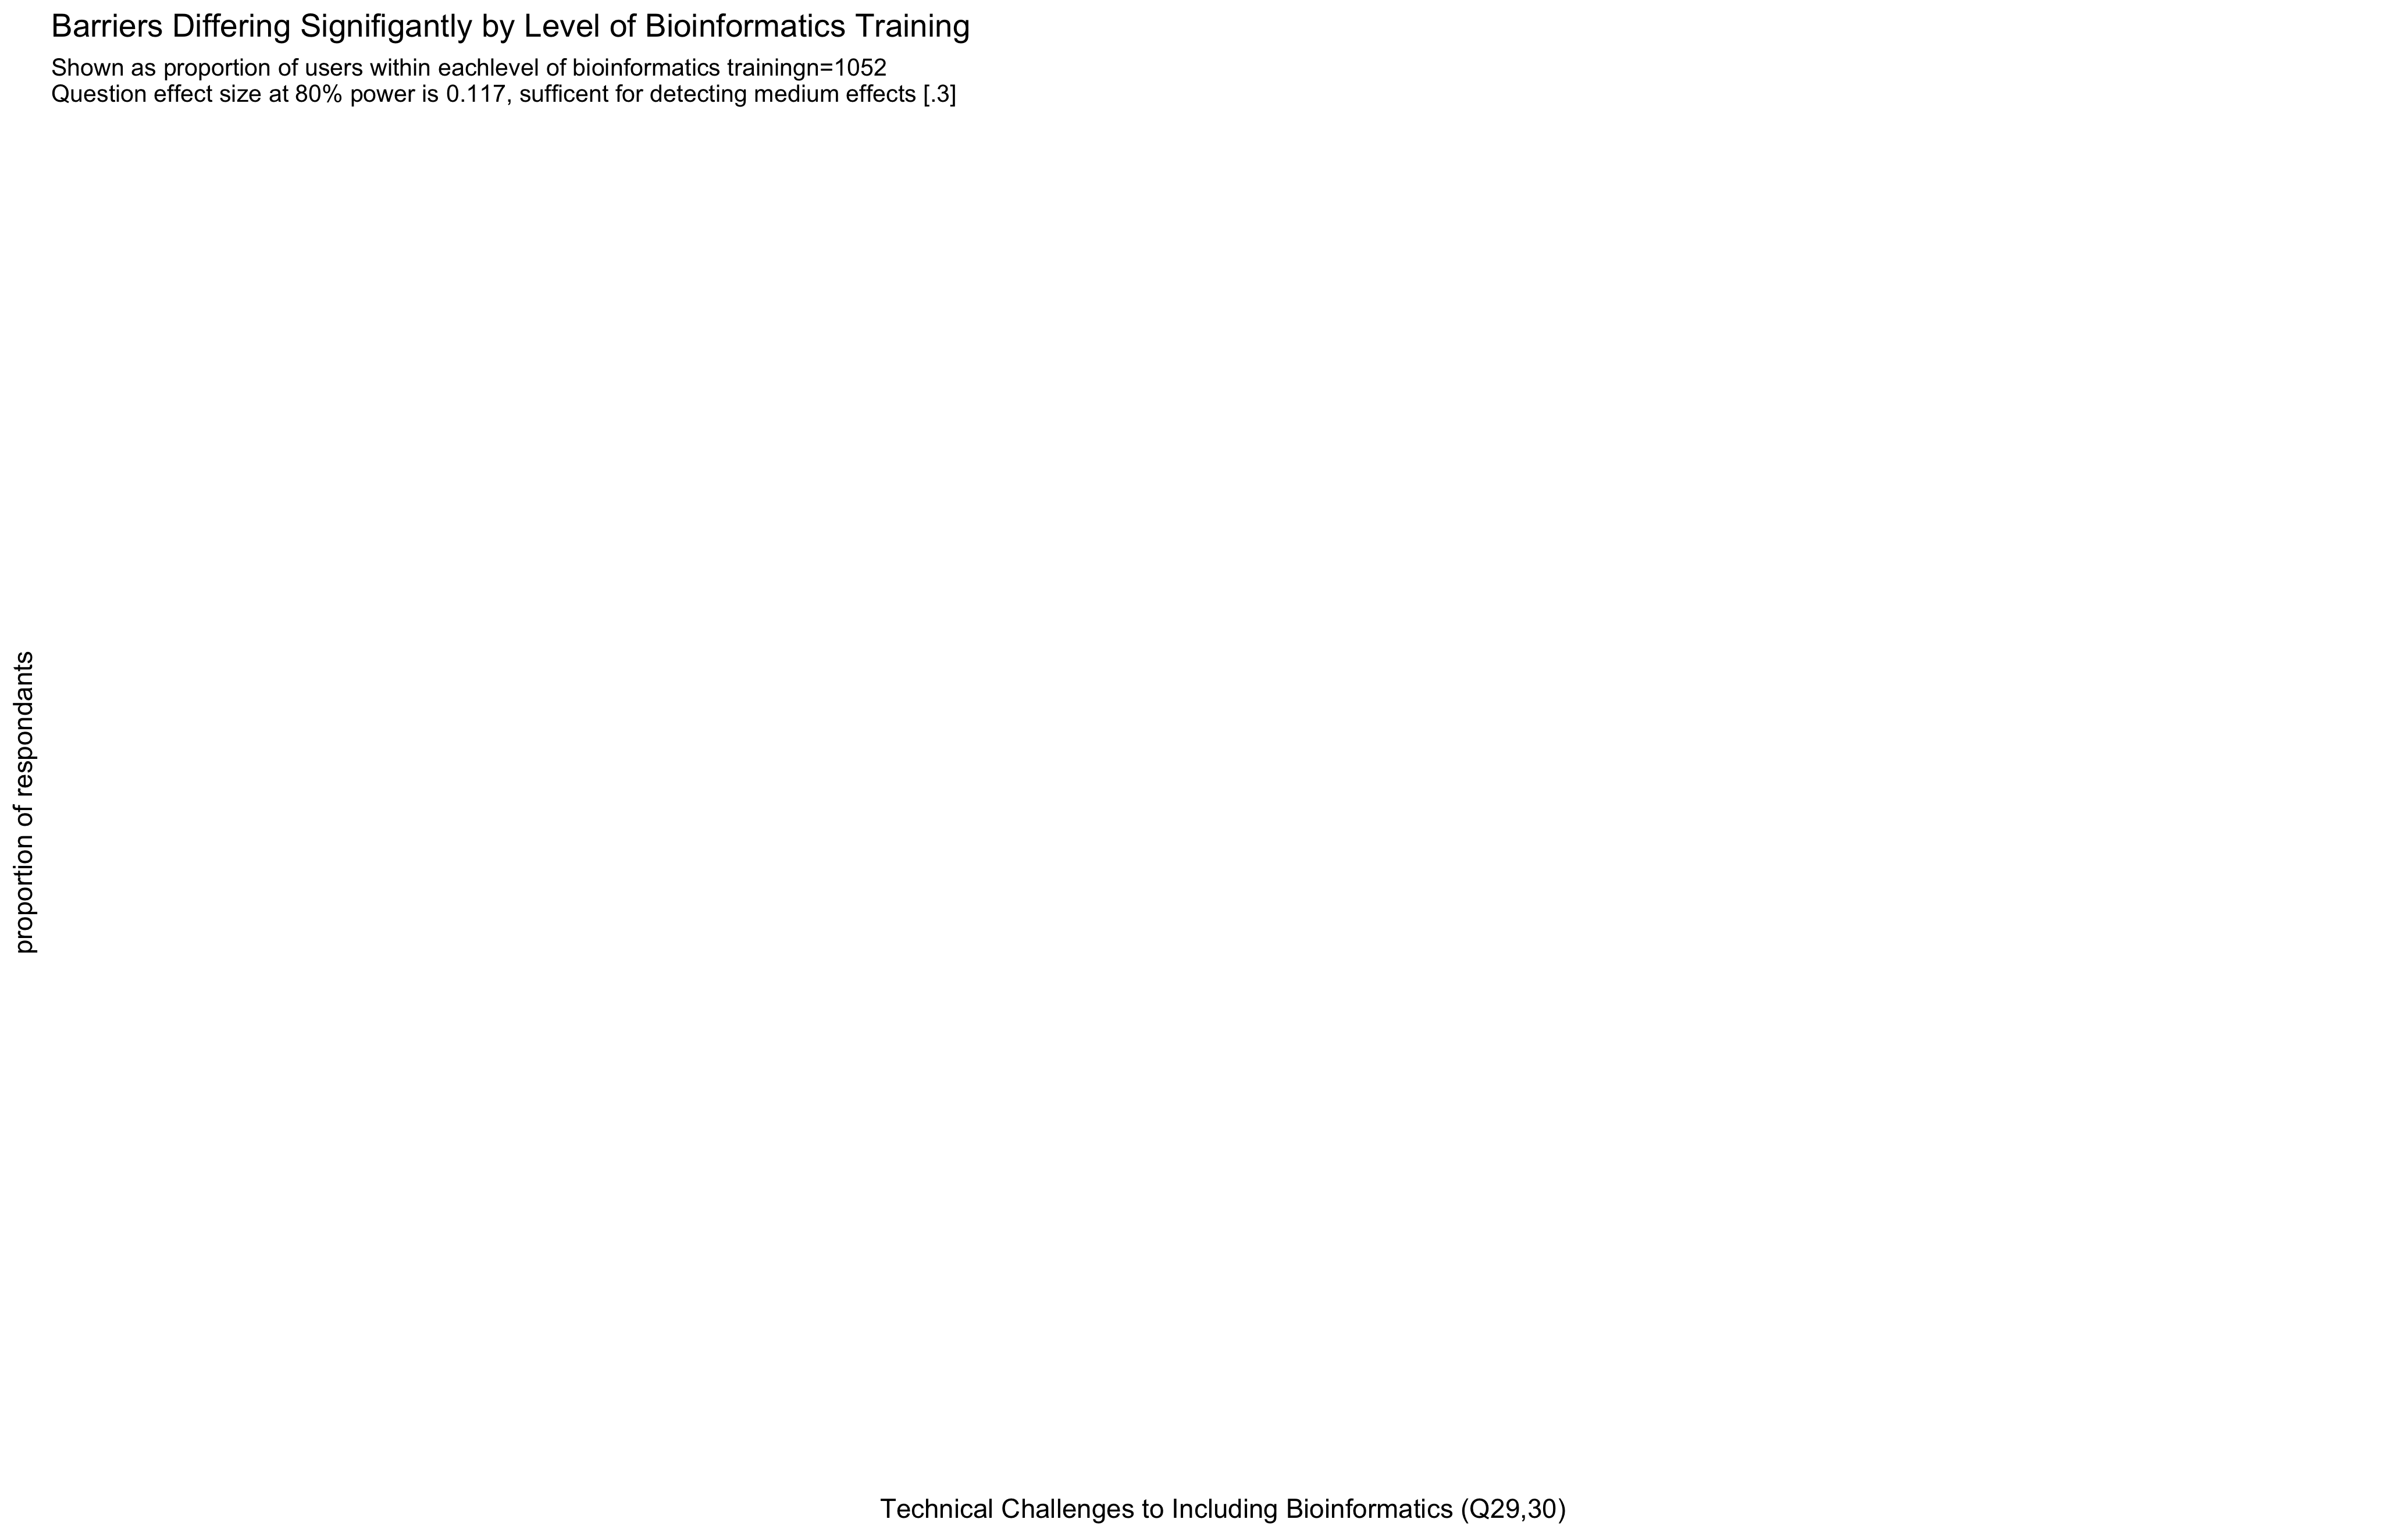 Barriers Differing Signifigantly by Level of Bioinformatics Training
Shown as proportion of users within eachlevel of bioinformatics trainingn=1052
Question effect size at 80% power is 0.117, sufficent for detecting medium effects [.3]
proportion of respondants
Technical Challenges to Including Bioinformatics (Q29,30)